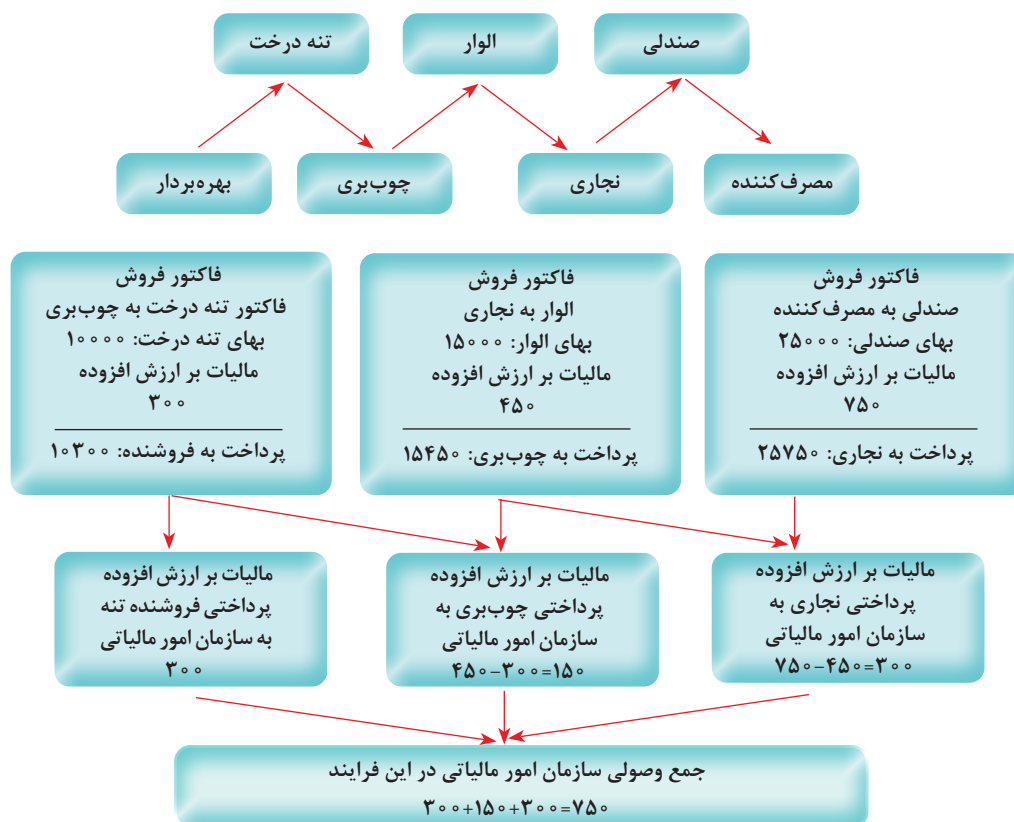 صندلی
الوار
تنه درخت
مصرف‌کننده
نجاری
چوب‌بری
بهره‌بردار
فاکتور فروش
صندلی به مصرف‌کننده
بهای صندلی: ۲۵۰۰۰
مالیات بر ارزش افزوده
۷۵۰
پرداخت به نجاری: ۲۵۷۵۰
فاکتور فروش
الوار به نجاری
بهای الوار: ۱۵۰۰۰
مالیات بر ارزش افزوده
۴۵۰
پرداخت به چوب‌بری: ۱۵۴۵۰
فاکتور فروش
فاکتور تنه درخت به چوب‌بری
بهای تنه درخت: ۱۰۰۰۰
مالیات بر ارزش افزوده
۳۰۰
پرداخت به فروشنده: ۱۰۳۰۰
مالیات بر ارزش افزوده
پرداختی نجاری به
سازمان امور مالیاتی
۷۵۰-۴۵۰=۳۰۰
مالیات بر ارزش افزوده
پرداختی چوب‌بری به
سازمان امور مالیاتی
۴۵۰-۳۰۰=۱۵۰
مالیات بر ارزش افزوده
پرداختی فروشنده تنه
به سازمان امور مالیاتی
۳۰۰
جمع وصولی سازمان امور مالیاتی در این فرایند
۳۰۰+۱۵۰+۳۰۰=۷۵۰